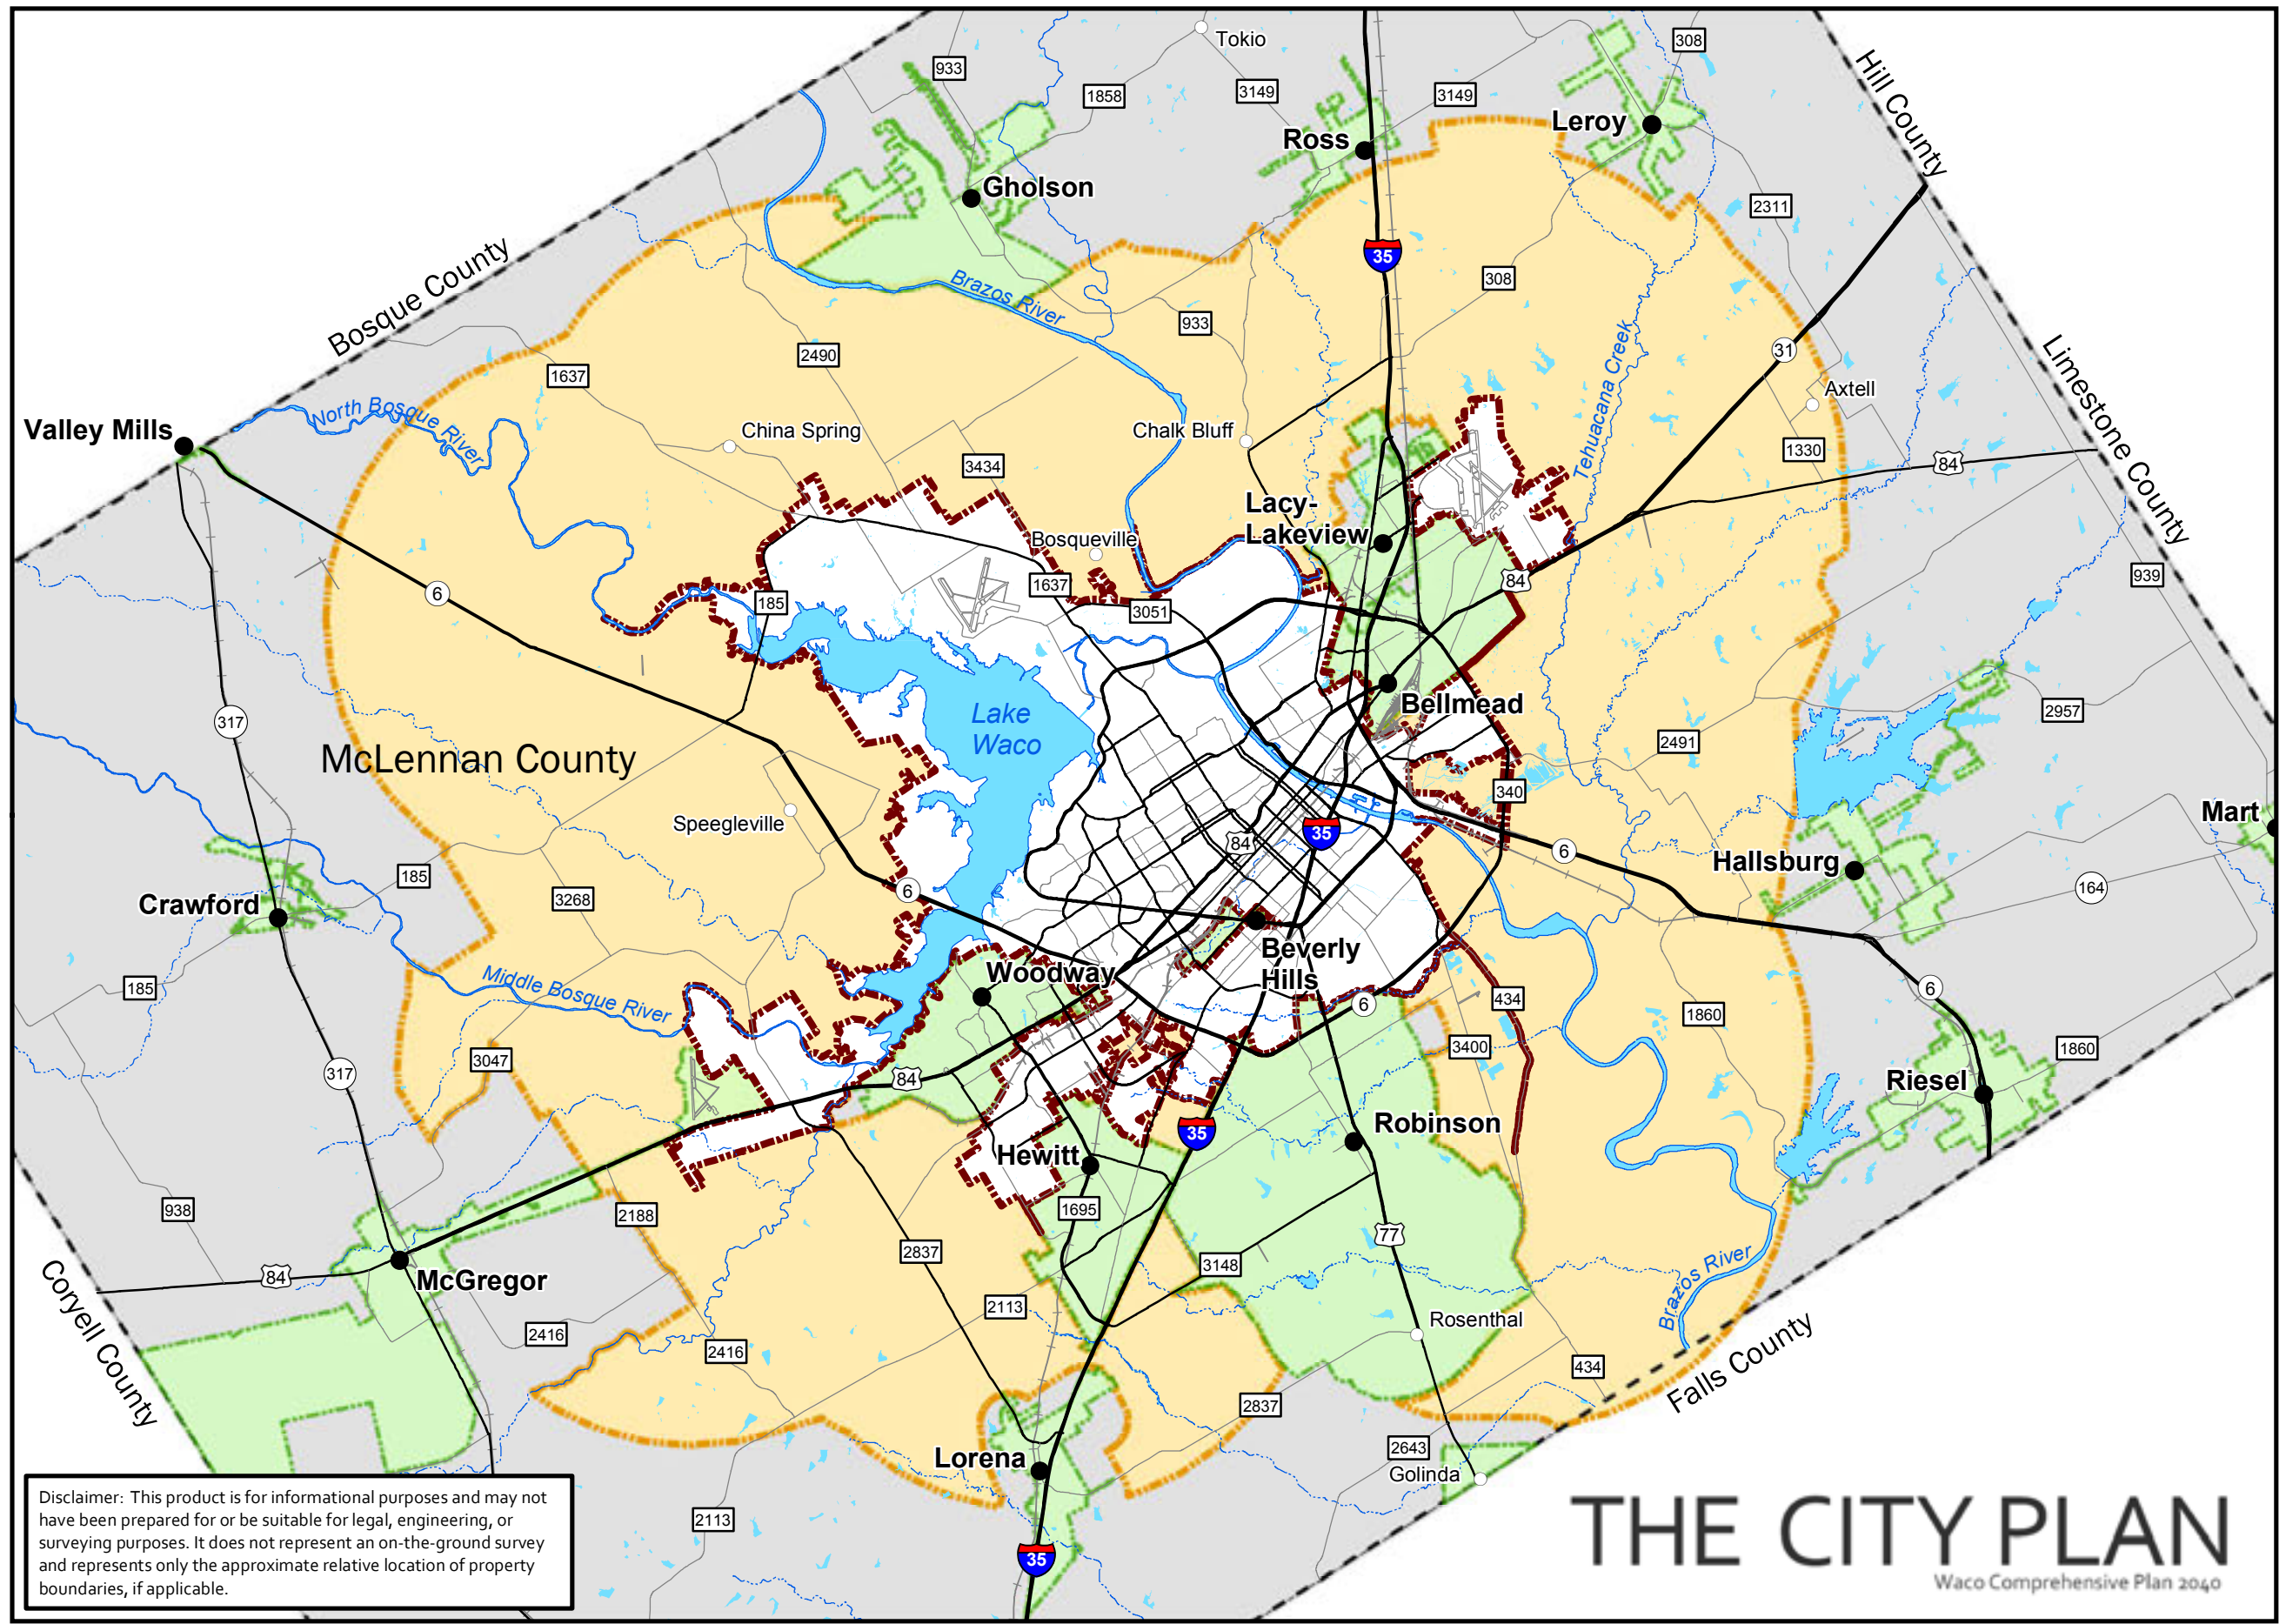 Tokio
308
933
1858
3149
3149
Hill County
Leroy
Ross
Gholson
2311
35
Bosque County
308
Brazos River
933
Tehuacana Creek
31
2490
1637
Limestone County
Axtell
North Bosque River
Valley Mills
China Spring
Chalk Bluff
1330
84
3434
Lacy-
Lakeview
Bosqueville
939
84
1637
6
185
3051
Bellmead
Lake
Waco
317
2957
2491
McLennan County
340
Mart
Speegleville
35
84
6
Hallsburg
185
6
164
3268
Crawford
Beverly
Hills
Woodway
Middle Bosque River
185
6
434
6
1860
3047
3400
1860
317
84
Riesel
35
Robinson
Hewitt
938
2188
1695
77
2837
3148
Brazos River
84
McGregor
Coryell County
2113
2416
Rosenthal
2416
434
Falls County
2837
2643
Lorena
Golinda
2113
35
Disclaimer: This product is for informational purposes and may not
have been prepared for or be suitable for legal, engineering, or
surveying purposes. It does not represent an on-the-ground survey
and represents only the approximate relative location of property
boundaries, if applicable.
THE CITY PLAN
Waco Comprehensive Plan 2040